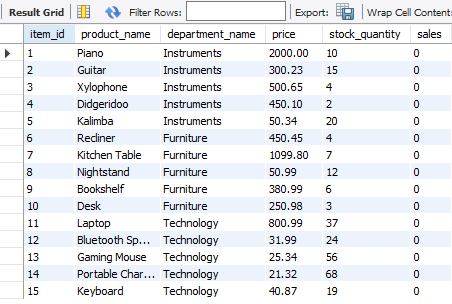 Result Grid Filter Rows: Export: Wrap Cell Content:
item_id product_name department_name price stock_quantity sales
1 Piano Instruments 2000.00 10 0
2 Guitar Instruments 300.23 15 0
3 Xylophone Instruments 500.65 4 0
4 Didgeridoo Instruments 450.10 2 0
5 Kalimba Instruments 50.34 20 0
6 Recliner Furniture 450.45 4 0
7 Kitchen Table Furniture 1099.80 7 0
8 Nightstand Furniture 50.99 12 0
9 Bookshelf Furniture 380.99 6 0
10 Desk Furniture 250.98 3 0
11 Laptop Technology 800.99 37 0
12 Bluetooth Sp... Technology 31.99 24 0
13 Gaming Mouse Technology 25.34 56 0
14 Portable Char... Technology 21.32 68 0
15 Keyboard Technology 40.87 19 0